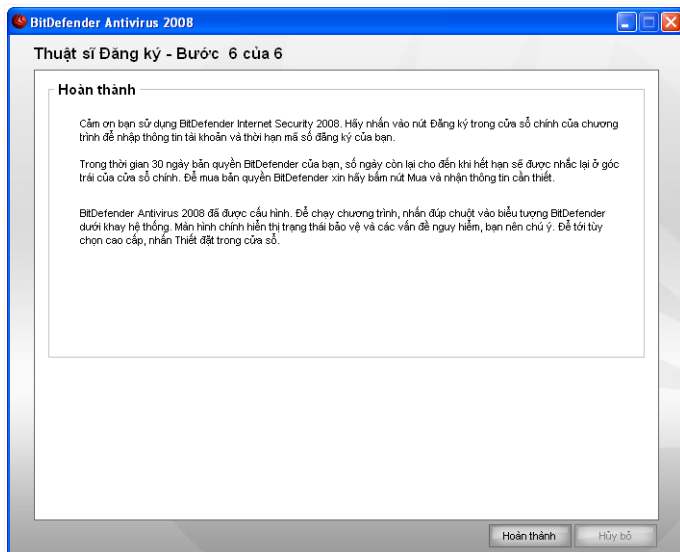 BitDefender Antivirus 2008
Thuật sĩ Đăng ký - Bước 6 của 6
Hoàn thành
Cảm ơn bạn sử dụng BitDefender Internet Security 2008. Hãy nhấn vào nút Đăng ký trong cửa sổ chính của chương
trình để nhập thông tin tài khoản và thời hạn mã số đăng ký của bạn.
Trong thời gian 30 ngày bản quyền BitDefender của bạn, số ngày còn lại cho đến khi hết hạn sẽ được nhắc lại ở góc
trái của cửa sổ chính. Để mua bản quyền BitDefender xin hãy bấm nút Mua và nhận thông tin cần thiết.
BitDefender Antivirus 2008 đã được cấu hình. Để chạy chương trình, nhấn đúp chuột vào biểu tượng BitDefender
dưới khay hệ thống. Màn hình chính hiển thị trạng thái bảo vệ và các vấn đề nguy hiểm, bạn nên chú ý. Để tới tùy
chọn cao cấp, nhấn Thiết đặt trong cửa sổ.
Hoàn thành
Hủy bỏ